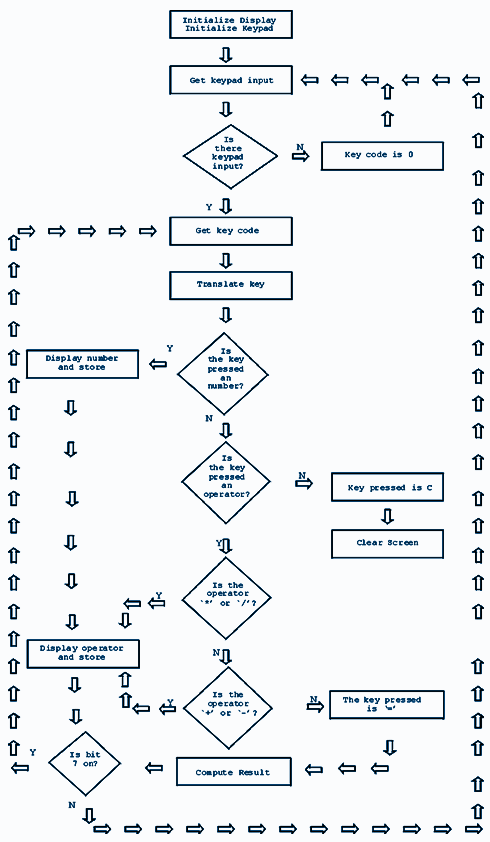 Initialize Display
Initialize Keypad
Get keypad input
Is
there
keypad
input?
N
Key code is 0
Y
Get key code
Translate key
Is
the key
pressed
an
number?
Y
Display number
and store
N
Is
the key
pressed
an
operator?
N
Key pressed is C
Clear Screen
Y
Is the
operator
`*' or `/'?
Y
Display operator
and store
N
Is the
operator
`+' or `-'?
Y
N
The key pressed
is `='
Is bit
7 on?
Y
Compute Result
N